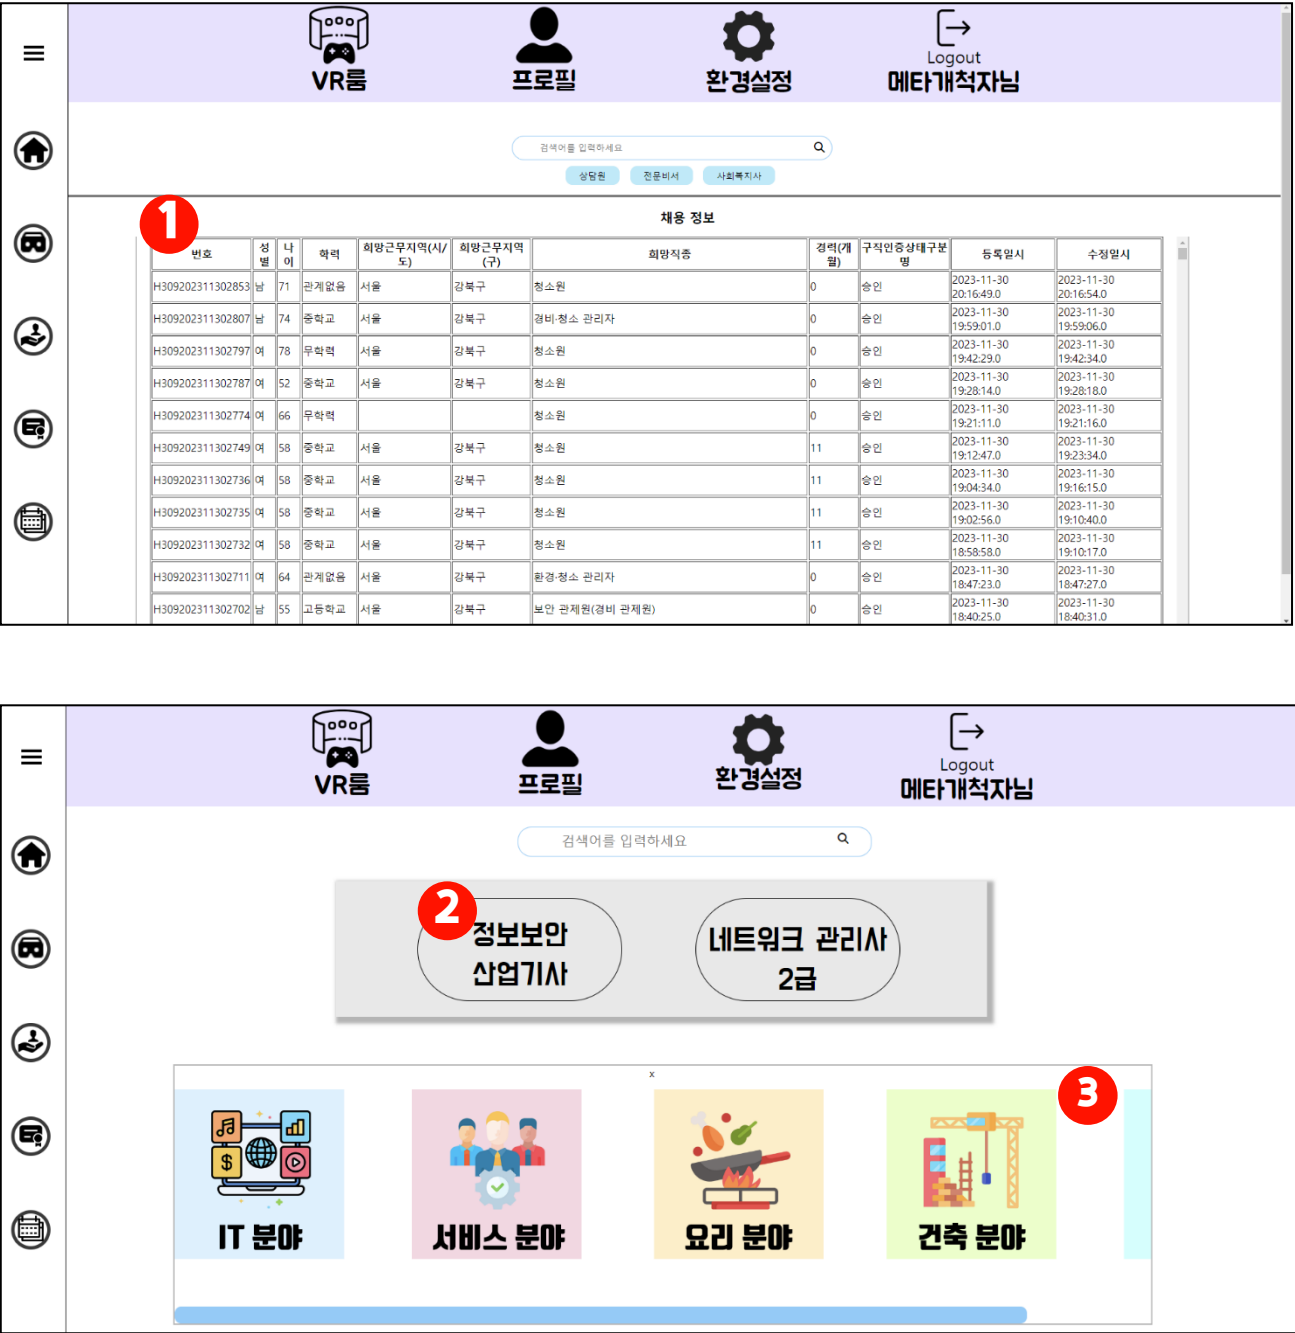 VR룸
프로필
환경설정
Logout
메타개척자님
검색어를 입력하세요
상담원 전문비서 사회복지사
1
채용 정보
번호 성별 나이 학력 희망근무지역(시/도) 희망근무지역(구) 희망직종 경력(개월) 구직인증상태구분명 등록일시 수정일시
H309202311302853 남 71 관계없음 서울 강북구 청소원 0 승인 2023-11-30 20:16:49.0 2023-11-30 20:16:54.0
H309202311302807 남 74 중학교 서울 강북구 경비·청소 관리자 0 승인 2023-11-30 19:59:01.0 2023-11-30 19:59:06.0
H309202311302797 여 78 무학력 서울 강북구 청소원 0 승인 2023-11-30 19:42:29.0 2023-11-30 19:42:34.0
H309202311302787 여 52 중학교 서울 강북구 청소원 0 승인 2023-11-30 19:28:14.0 2023-11-30 19:28:18.0
H309202311302774 여 66 무학력 청소원 0 승인 2023-11-30 19:21:11.0 2023-11-30 19:21:16.0
H309202311302749 여 58 중학교 서울 강북구 청소원 11 승인 2023-11-30 19:12:47.0 2023-11-30 19:23:34.0
H309202311302736 여 58 중학교 서울 강북구 청소원 11 승인 2023-11-30 19:04:34.0 2023-11-30 19:16:15.0
H309202311302735 여 58 중학교 서울 강북구 청소원 11 승인 2023-11-30 19:02:56.0 2023-11-30 19:10:40.0
H309202311302732 여 58 중학교 서울 강북구 청소원 11 승인 2023-11-30 18:58:58.0 2023-11-30 19:10:17.0
H309202311302711 여 64 관계없음 서울 강북구 환경·청소 관리자 0 승인 2023-11-30 18:47:23.0 2023-11-30 18:47:27.0
H309202311302702 남 55 고등학교 서울 강북구 보안 관제원(경비 관제원) 0 승인 2023-11-30 18:40:25.0 2023-11-30 18:40:31.0
VR룸
프로필
환경설정
Logout
메타개척자님
검색어를 입력하세요
2
정보보안
산업기사
네트워크 관리사
2급
x
3
IT 분야
서비스 분야
요리 분야
건축 분야